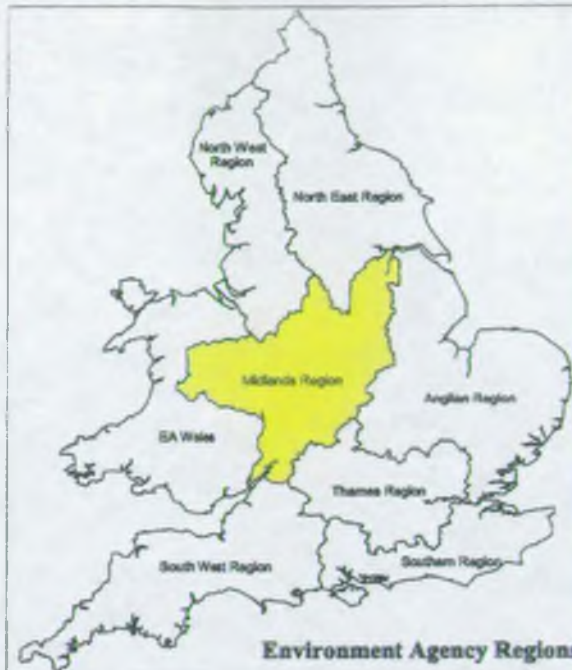 North West
Region
North East Region
Midlands Region
Anglian Region
EA Wales
Thames Region
South West Region
Southern Region
Environment Agency Regions